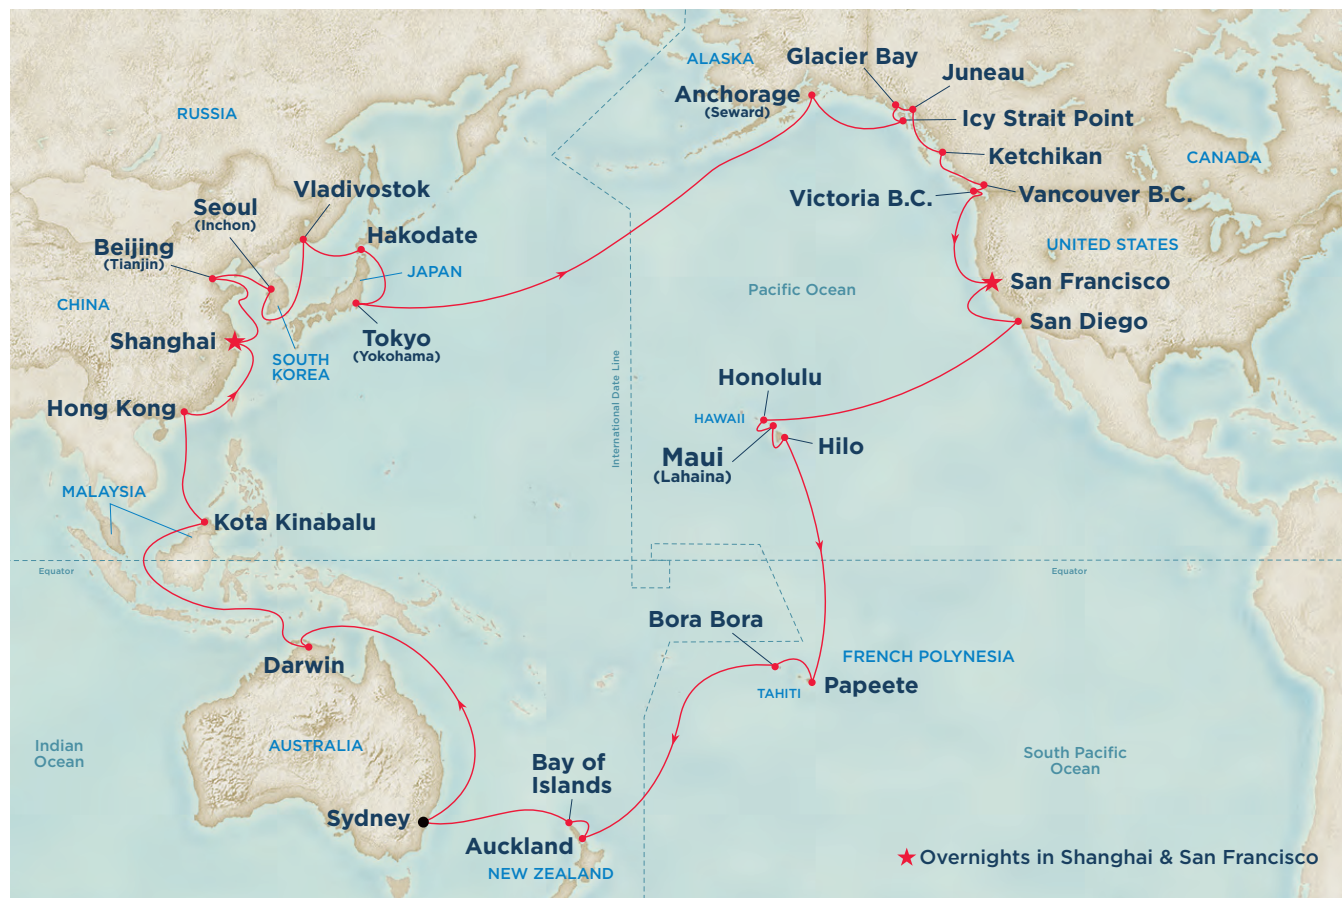 Glacier Bay
ALASKA
Juneau
Anchorage
(Seward)
RUSSIA
Icy Strait Point
Ketchikan
CANADA
Vladivostok
Victoria B.C.
Vancouver B.C.
Seoul
(Inchon)
Hakodate
Beijing
(Tianjin)
UNITED STATES
JAPAN
San Francisco
Pacific Ocean
CHINA
San Diego
Shanghai
Tokyo
(Yokohama)
SOUTH
KOREA
International Date Line
Honolulu
Hong Kong
HAWAII
Hilo
Maui
(Lahaina)
MALAYSIA
Kota Kinabalu
Equator
Equator
Bora Bora
FRENCH POLYNESIA
Darwin
Papeete
TAHITI
AUSTRALIA
Indian
Ocean
South Pacific
Ocean
Bay of
Islands
Sydney
Auckland
Overnights in Shanghai & San Francisco
NEW ZEALAND